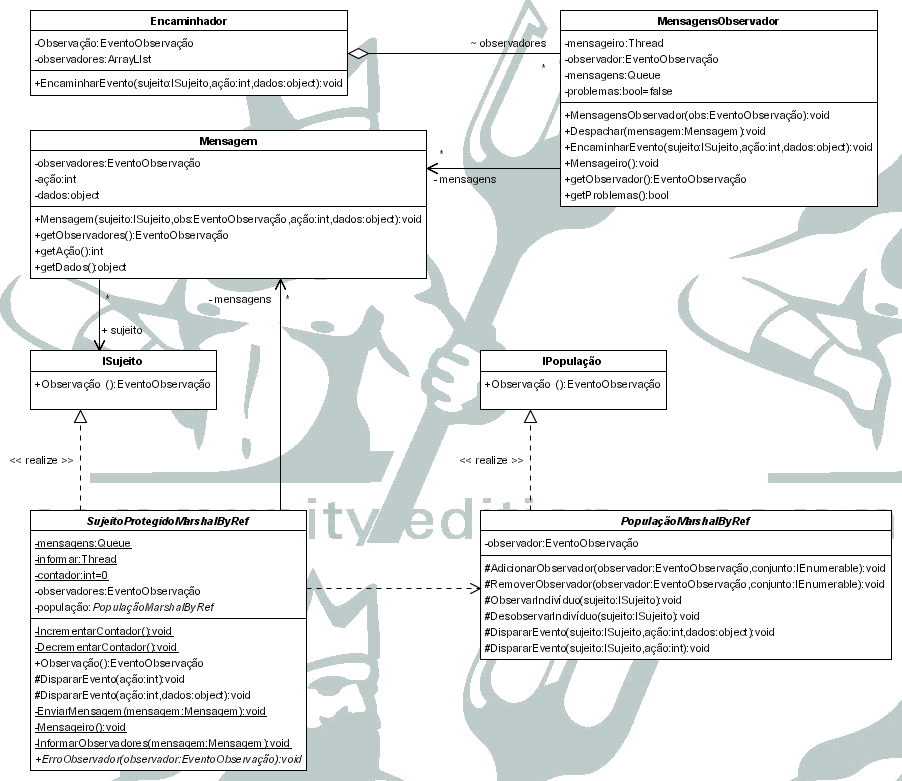 Encaminhador
-Observação:EventoObservação
-observadores:ArrayLIst
+EncaminharEvento(sujeito:ISujeito,ação:int,dados:object):void
~ observadores
*
MensagensObservador
-mensageiro:Thread
-observador:EventoObservação
-mensagens:Queue
-problemas:bool=false
+MensagensObservador(obs:EventoObservação):void
+Despachar(mensagem:Mensagem):void
+EncaminharEvento(sujeito:ISujeito,ação:int,dados:object):void
+Mensageiro():void
+getObservador():EventoObservação
+getProblemas():bool
Mensagem
-observadores:EventoObservação
-ação:int
-dados:object
+Mensagem(sujeito:ISujeito,obs:EventoObservação,ação:int,dados:object):void
+getObservadores():EventoObservação
+getAção():int
+getDados():object
*
- mensagens
- mensagens
*
*
+ sujeito
ISujeito
+Observação ():EventoObservação
IPopulação
+Observação ():EventoObservação
<< realize >>
<< realize >>
ity edition
SujeitoProtegidoMarshalByRef
-mensagens:Queue
-informar:Thread
-contador:int=0
-observadores:EventoObservação
-população:PopulaçãoMarshalByRef
-IncrementarContador():void
-DecrementarContador():void
+Observação():EventoObservação
#DispararEvento(ação:int):void
#DispararEvento(ação:int,dados:object):void
-EnviarMensagem(mensagem:Mensagem):void
-Mensageiro():void
-InformarObservadores(mensagem:Mensagem):void
+ErroObservador(observador:EventoObservação):void
PopulaçãoMarshalByRef
-observador:EventoObservação
#AdicionarObservador(observador:EventoObservação,conjunto:IEnumerable):void
#RemoverObservador(observador:EventoObservação,conjunto:IEnumerable):void
#ObservarIndivíduo(sujeito:ISujeito):void
#DesobservarIndivíduo(sujeito:ISujeito):void
#DispararEvento(sujeito:ISujeito,ação:int,dados:object):void
#DispararEvento(sujeito:ISujeito,ação:int):void